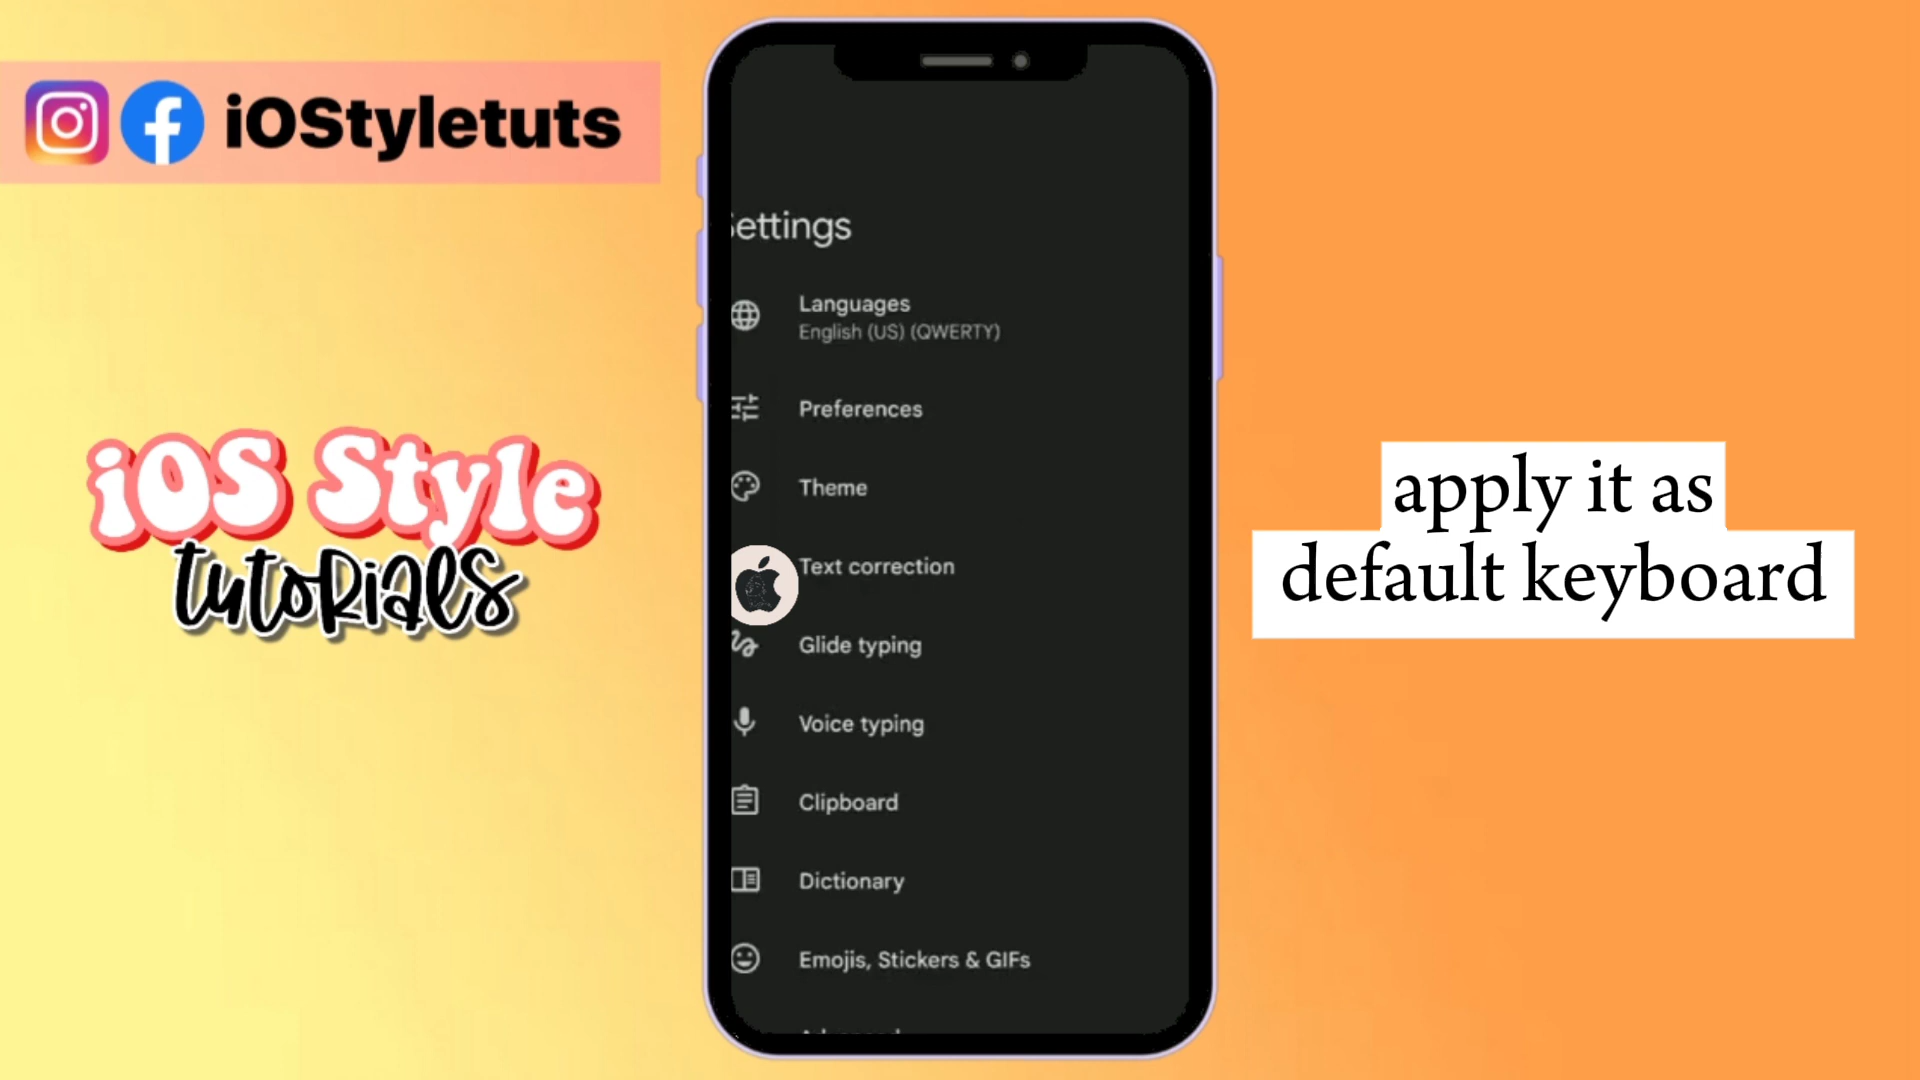 iOStyletuts
iOS Style
tutorials
Settings
Languages
English (US) (QWERTY)
Preferences
Theme
Text correction
Glide typing
Voice typing
Clipboard
Dictionary
Emojis, Stickers & GIFs
apply it as
default keyboard